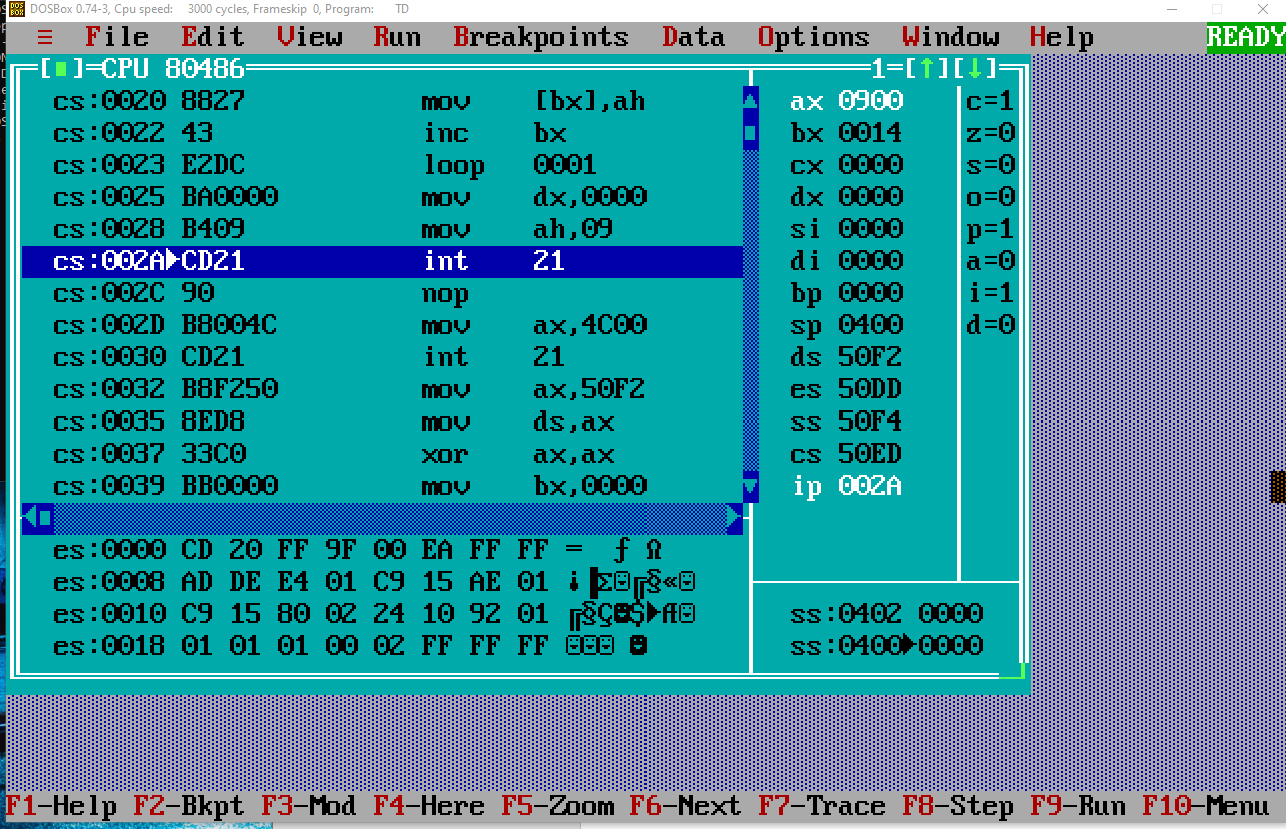 DOSBox 0.74-3, Cpu speed: 3000 cycles, Frameskip 0, Program: TD
≡ File Edit View Run Breakpoints Data Options Window Help READY
[■]=CPU 80486 1=[↑][↓]
cs:0020 8827 mov [bx],ah ax 0900 c=1
cs:0022 43 inc bx bx 0014 z=0
cs:0023 E2DC loop 0001 cx 0000 s=0
cs:0025 BA0000 mov dx,0000 dx 0000 o=0
cs:0028 B409 mov ah,09 si 0000 p=1
cs:002A►CD21 int 21 di 0000 a=0
cs:002C 90 nop bp 0000 i=1
cs:002D B8004C mov ax,4C00 sp 0400 d=0
cs:0030 CD21 int 21 ds 50F2
cs:0032 B8F250 mov ax,50F2 es 50DD
cs:0035 8ED8 mov ds,ax ss 50F4
cs:0037 33C0 xor ax,ax cs 50ED
cs:0039 BB0000 mov bx,0000 ip 002A
es:0000 CD 20 FF 9F 00 EA FF FF = ƒ Ω
es:0008 AD DE E4 01 C9 15 AE 01 ¡▐Σ☺╔§«☺
es:0010 C9 15 80 02 24 10 92 01 ╔§Ç☻$►Æ☺ ss:0402 0000
es:0018 01 01 01 00 02 FF FF FF ☺☺☺ ☻ ss:0400►0000
F1-Help F2-Bkpt F3-Mod F4-Here F5-Zoom F6-Next F7-Trace F8-Step F9-Run F10-Menu